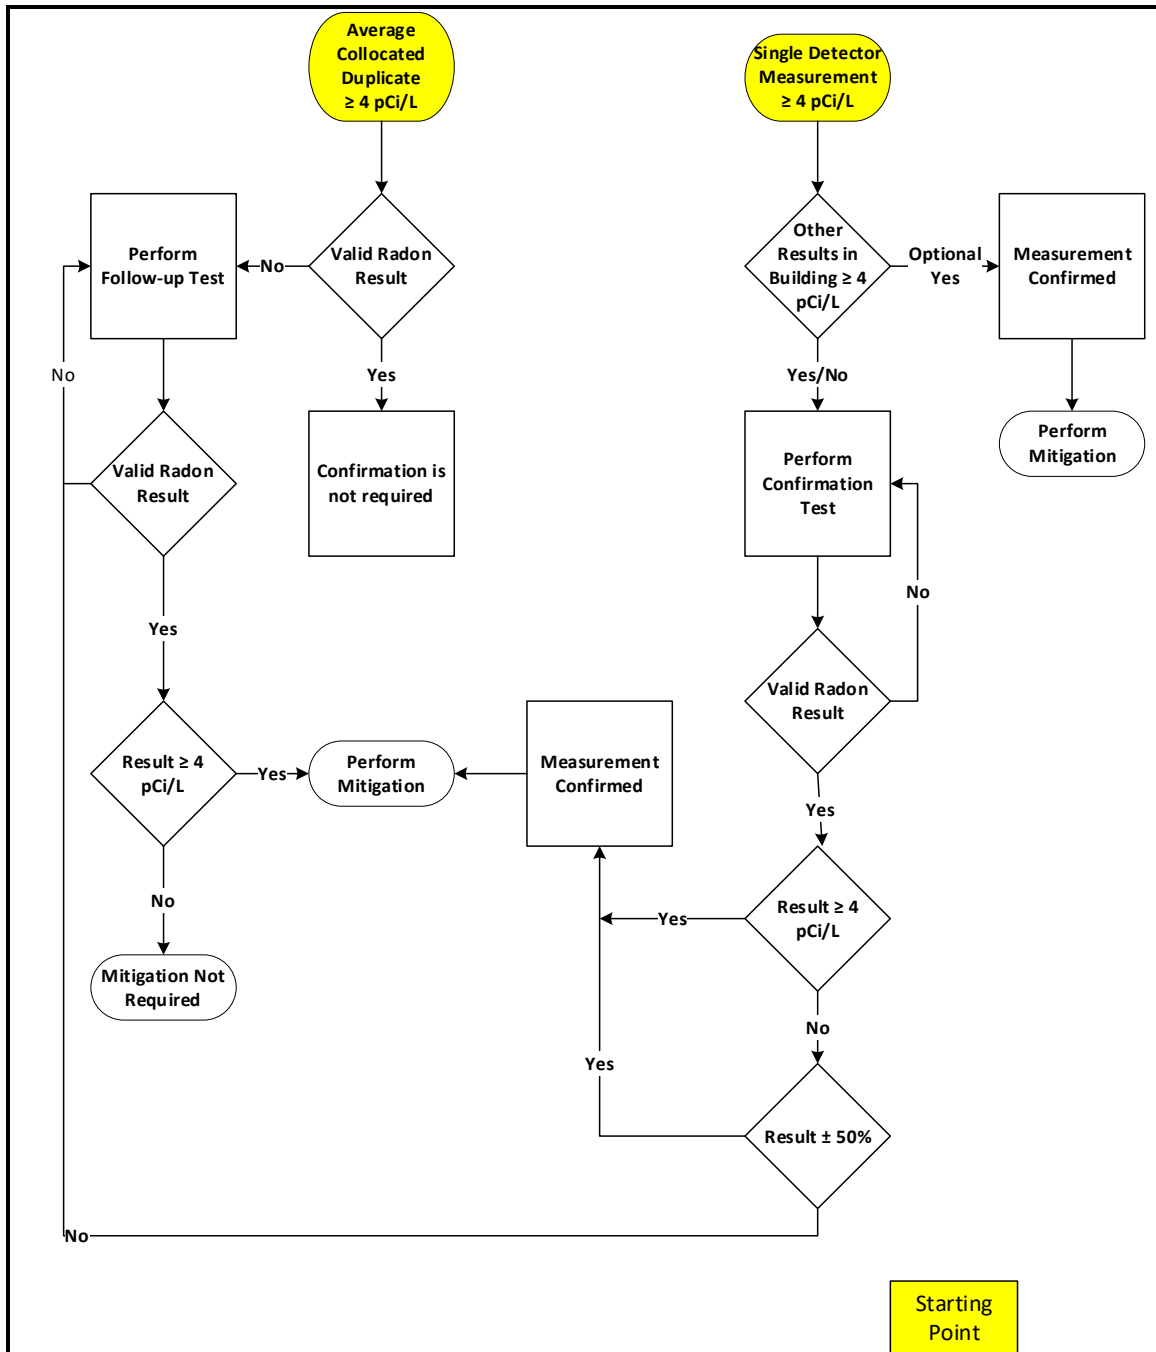 Average
Collocated
Duplicate
≥ 4 pCi/L
Single Detector
Measurement
≥ 4 pCi/L
Perform
Follow-up Test
No
Valid Radon
Result
Other
Results in
Building ≥ 4
pCi/L
Optional
Yes
Measurement
Confirmed
No
Yes
Yes/No
Valid Radon
Result
Confirmation is
not required
Perform
Confirmation
Test
Perform
Mitigation
No
Yes
Valid Radon
Result
Result ≥ 4
pCi/L
Yes
Perform
Mitigation
Measurement
Confirmed
Yes
No
Yes
Result ≥ 4
pCi/L
Mitigation Not
Required
No
Yes
Result ± 50%
No
Starting
Point